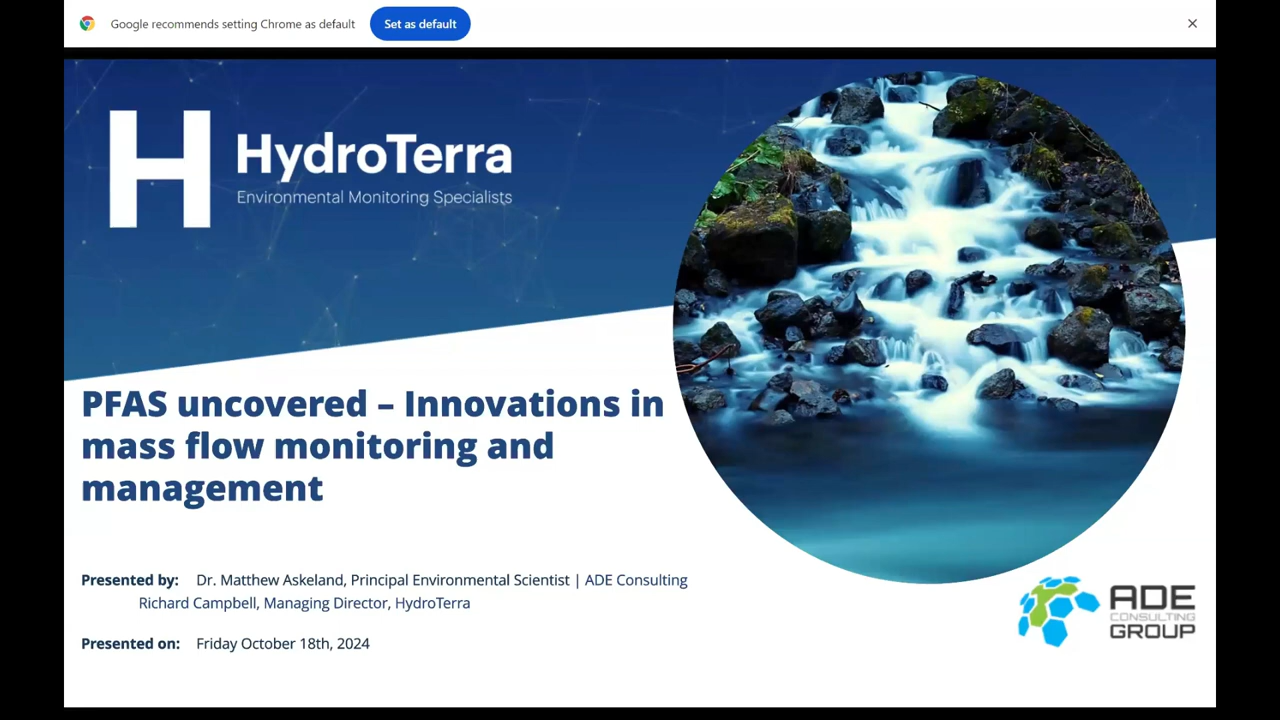 Google recommends setting Chrome as default
Set as default
H HydroTerra
Environmental Monitoring Specialists
PFAS uncovered – Innovations in
mass flow monitoring and
management
Presented by: Dr. Matthew Askeland, Principal Environmental Scientist | ADE Consulting
Richard Campbell, Managing Director, HydroTerra
Presented on: Friday October 18th, 2024
ADE
CONSULTING
GROUP